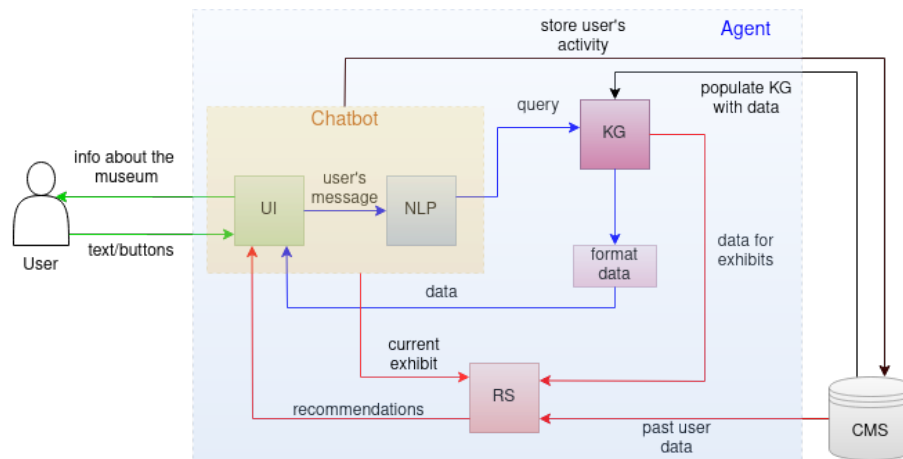 store user's
activity
Agent
populate KG
with data
Chatbot
query
KG
info about the
museum
user's
message
UI
NLP
text/buttons
User
format
data
data for
exhibits
data
current
exhibit
RS
recommendations
past user
data
CMS